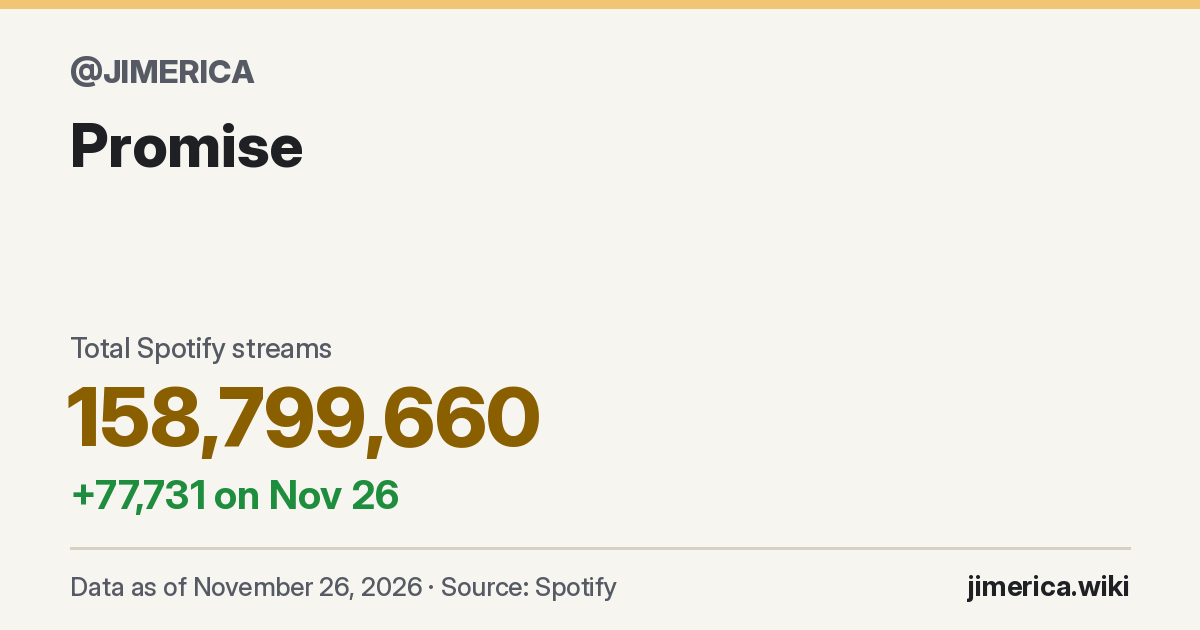 @JIMERICA
Promise
Total Spotify streams
158,799,660
+77,731 on Nov 26
Data as of November 26, 2026 · Source: Spotify
jimerica.wiki